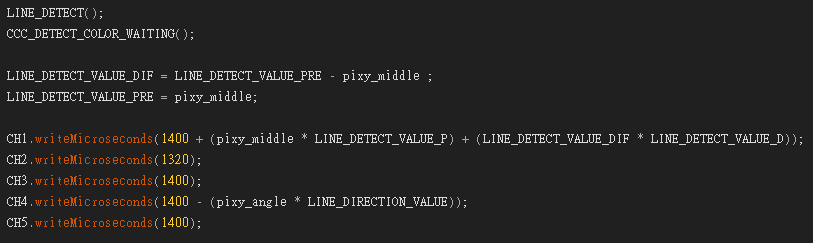 LINE_DETECT();
CCC_DETECT_COLOR_WAITING();
LINE_DETECT_VALUE_DIF = LINE_DETECT_VALUE_PRE - pixy_middle ;
LINE_DETECT_VALUE_PRE = pixy_middle;
CH1.writeMicroseconds(1400 + (pixy_middle * LINE_DETECT_VALUE_P) + (LINE_DETECT_VALUE_DIF * LINE_DETECT_VALUE_D));
CH2.writeMicroseconds(1320);
CH3.writeMicroseconds(1400);
CH4.writeMicroseconds(1400 - (pixy_angle * LINE_DIRECTION_VALUE));
CH5.writeMicroseconds(1400);